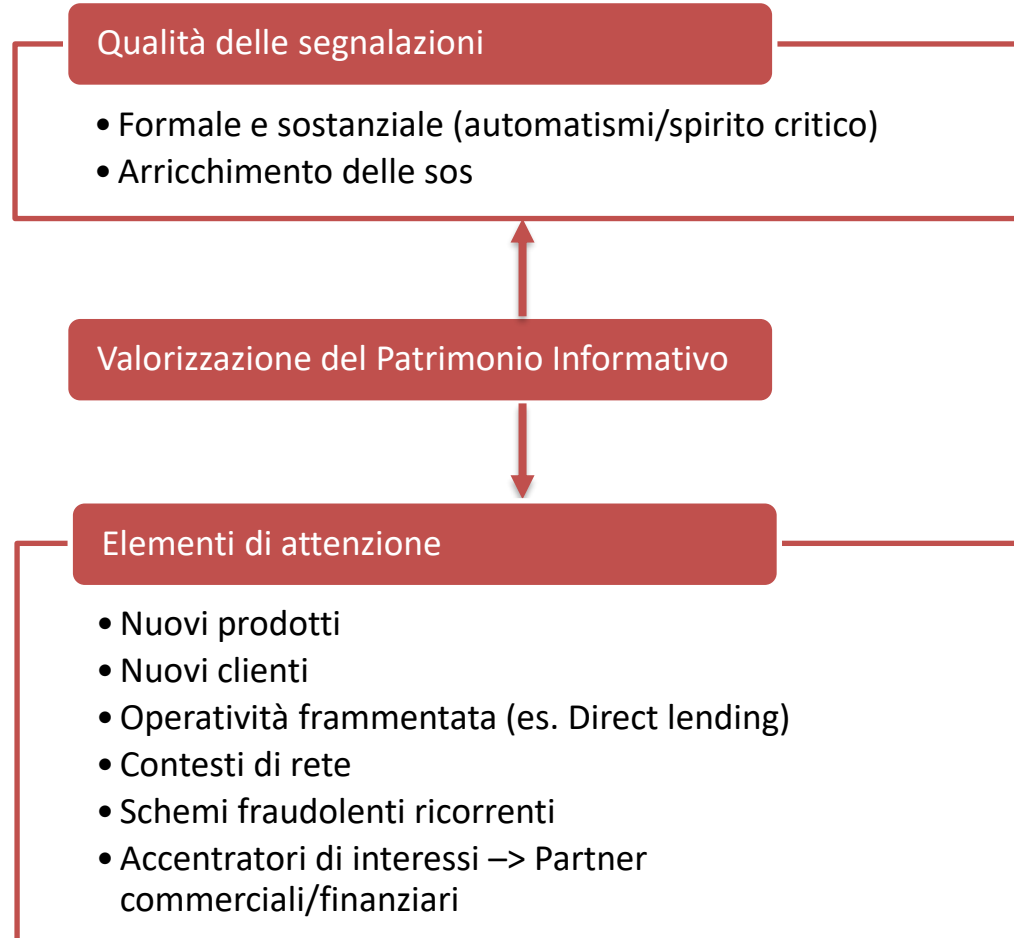 Qualità delle segnalazioni
• Formale e sostanziale (automatismi/spirito critico)
• Arricchimento delle sos
Valorizzazione del Patrimonio Informativo
Elementi di attenzione
• Nuovi prodotti
• Nuovi clienti
• Operatività frammentata (es. Direct lending)
• Contesti di rete
• Schemi fraudolenti ricorrenti
• Accentratori di interessi –> Partner
commerciali/finanziari